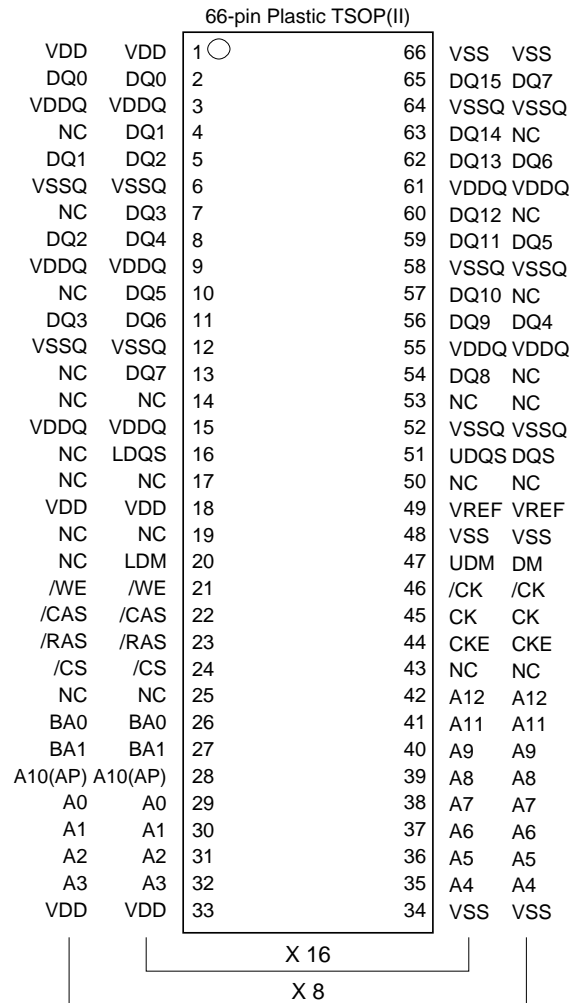 66-pin Plastic TSOP(II)
VDD VDD 1 66 VSS VSS
DQ0 DQ0 2 65 DQ15 DQ7
VDDQ VDDQ 3 64 VSSQ VSSQ
NC DQ1 4 63 DQ14 NC
DQ1 DQ2 5 62 DQ13 DQ6
VSSQ VSSQ 6 61 VDDQ VDDQ
NC DQ3 7 60 DQ12 NC
DQ2 DQ4 8 59 DQ11 DQ5
VDDQ VDDQ 9 58 VSSQ VSSQ
NC DQ5 10 57 DQ10 NC
DQ3 DQ6 11 56 DQ9 DQ4
VSSQ VSSQ 12 55 VDDQ VDDQ
NC DQ7 13 54 DQ8 NC
NC NC 14 53 NC NC
VDDQ VDDQ 15 52 VSSQ VSSQ
NC LDQS 16 51 UDQS DQS
NC NC 17 50 NC NC
VDD VDD 18 49 VREF VREF
NC NC 19 48 VSS VSS
NC LDM 20 47 UDM DM
/WE /WE 21 46 /CK /CK
/CAS /CAS 22 45 CK CK
/RAS /RAS 23 44 CKE CKE
/CS /CS 24 43 NC NC
NC NC 25 42 A12 A12
BA0 BA0 26 41 A11 A11
BA1 BA1 27 40 A9 A9
A10(AP) A10(AP) 28 39 A8 A8
A0 A0 29 38 A7 A7
A1 A1 30 37 A6 A6
A2 A2 31 36 A5 A5
A3 A3 32 35 A4 A4
VDD VDD 33 34 VSS VSS
X 16
X 8